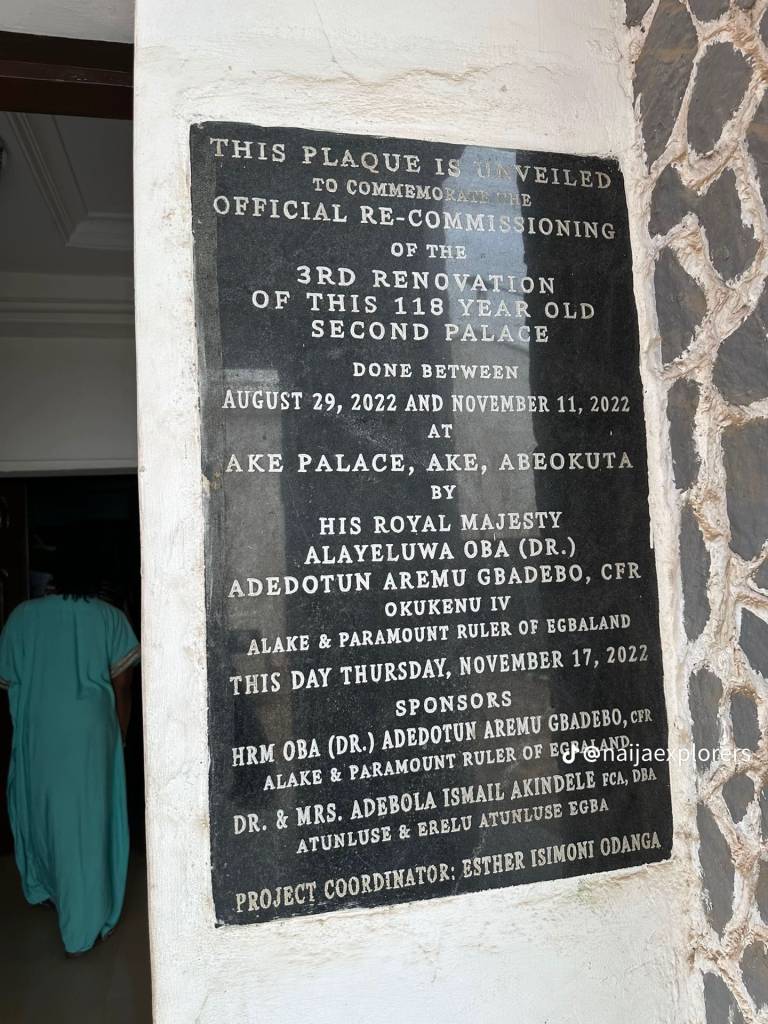 THIS PLAQUE IS UNVEILED
TO COMMEMORATE THE
OFFICIAL RE-COMMISSIONING
OF THE
3RD RENOVATION
OF THIS 118 YEAR OLD
SECOND PALACE
DONE BETWEEN
AUGUST 29, 2022 AND NOVEMBER 11, 2022
AT
AKE PALACE, AKE, ABEOKUTA
BY
HIS ROYAL MAJESTY
ALAYELUWA OBA (DR.)
ADEDOTUN AREMU GBADEBO, CFR
OKUKENU IV
ALAKE & PARAMOUNT RULER OF EGBALAND
THIS DAY THURSDAY, NOVEMBER 17, 2022
SPONSORS
HRM OBA (DR.) ADEDOTUN AREMU GBADEBO, CFR
ALAKE & PARAMOUNT RULER OF EGBALAND
@naijaexplorers
DR. & MRS. ADEBOLA ISMAIL AKINDELE FCA, DBA
ATUNLUSE & ERELU ATUNLUSE EGBA
PROJECT COORDINATOR: ESTHER ISIMONI ODANGA